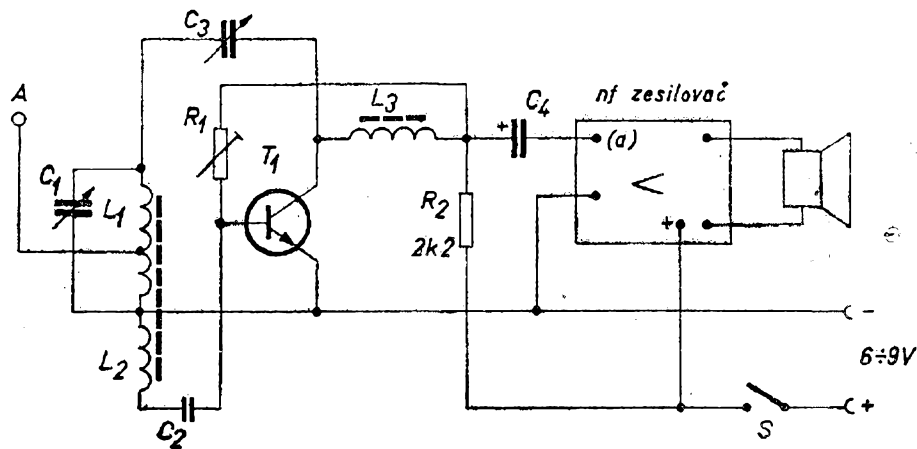 C3
A
R1
L3
C4
nf zesilovač
+
(a)
T1
C1
L1
<
R2
2k2
+
L2
-
6÷9V
C2
S
+